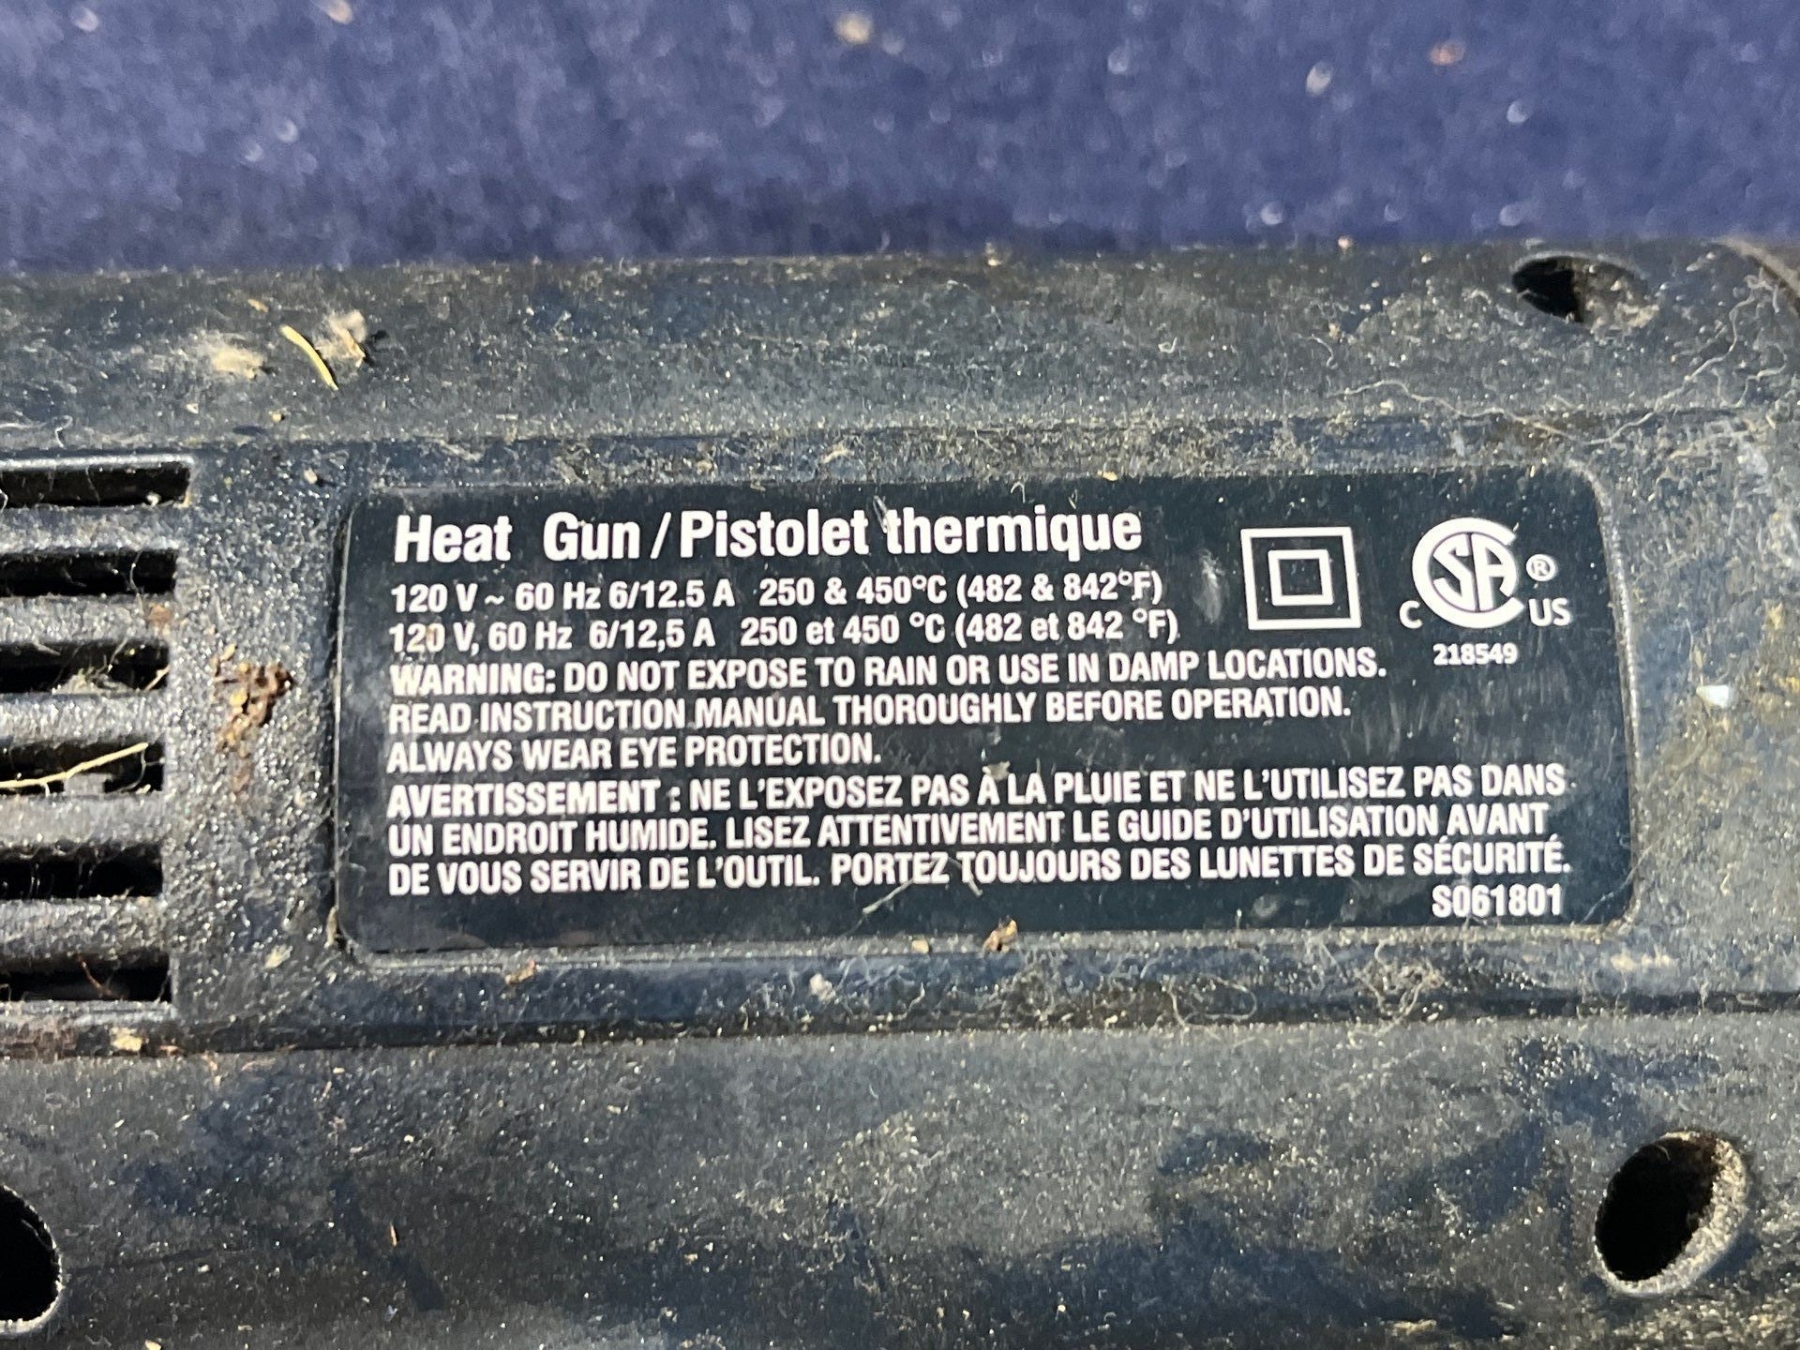 Heat Gun / Pistolet thermique
120 V ~ 60 Hz 6/12.5 A 250 & 450°C (482 & 842°F)
120 V, 60 Hz 6/12,5 A 250 et 450 °C (482 et 842 °F)
WARNING: DO NOT EXPOSE TO RAIN OR USE IN DAMP LOCATIONS.
READ INSTRUCTION MANUAL THOROUGHLY BEFORE OPERATION.
ALWAYS WEAR EYE PROTECTION.
AVERTISSEMENT : NE L'EXPOSEZ PAS À LA PLUIE ET NE L'UTILISEZ PAS DANS
UN ENDROIT HUMIDE. LISEZ ATTENTIVEMENT LE GUIDE D'UTILISATION AVANT
DE VOUS SERVIR DE L'OUTIL. PORTEZ TOUJOURS DES LUNETTES DE SÉCURITÉ.
S061801
CSA ®
C US
218549